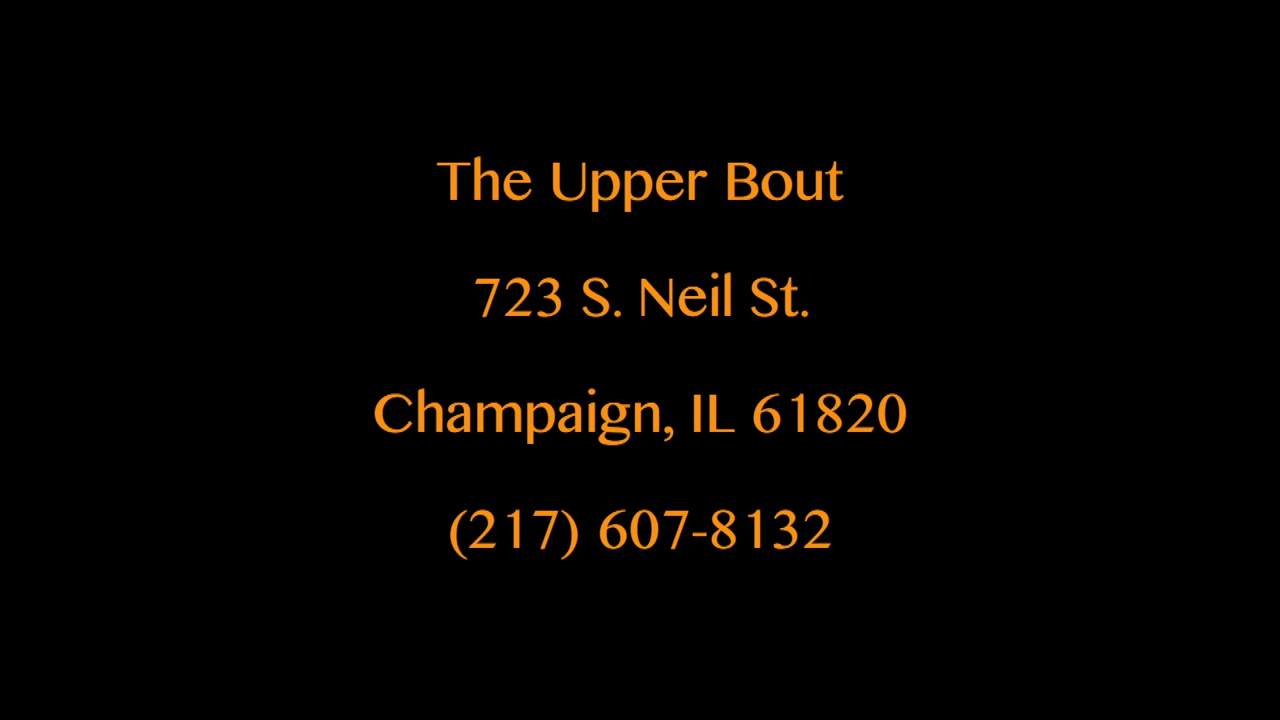 The Upper Bout
723 S. Neil St.
Champaign, IL 61820
(217) 607-8132